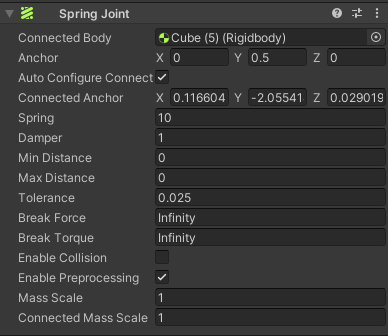 Spring Joint
Connected Body Cube (5) (Rigidbody)
Anchor X 0 Y 0.5 Z 0
Auto Configure Connect
Connected Anchor X 0.116604 Y -2.05541 Z 0.029019
Spring 10
Damper 1
Min Distance 0
Max Distance 0
Tolerance 0.025
Break Force Infinity
Break Torque Infinity
Enable Collision
Enable Preprocessing
Mass Scale 1
Connected Mass Scale 1